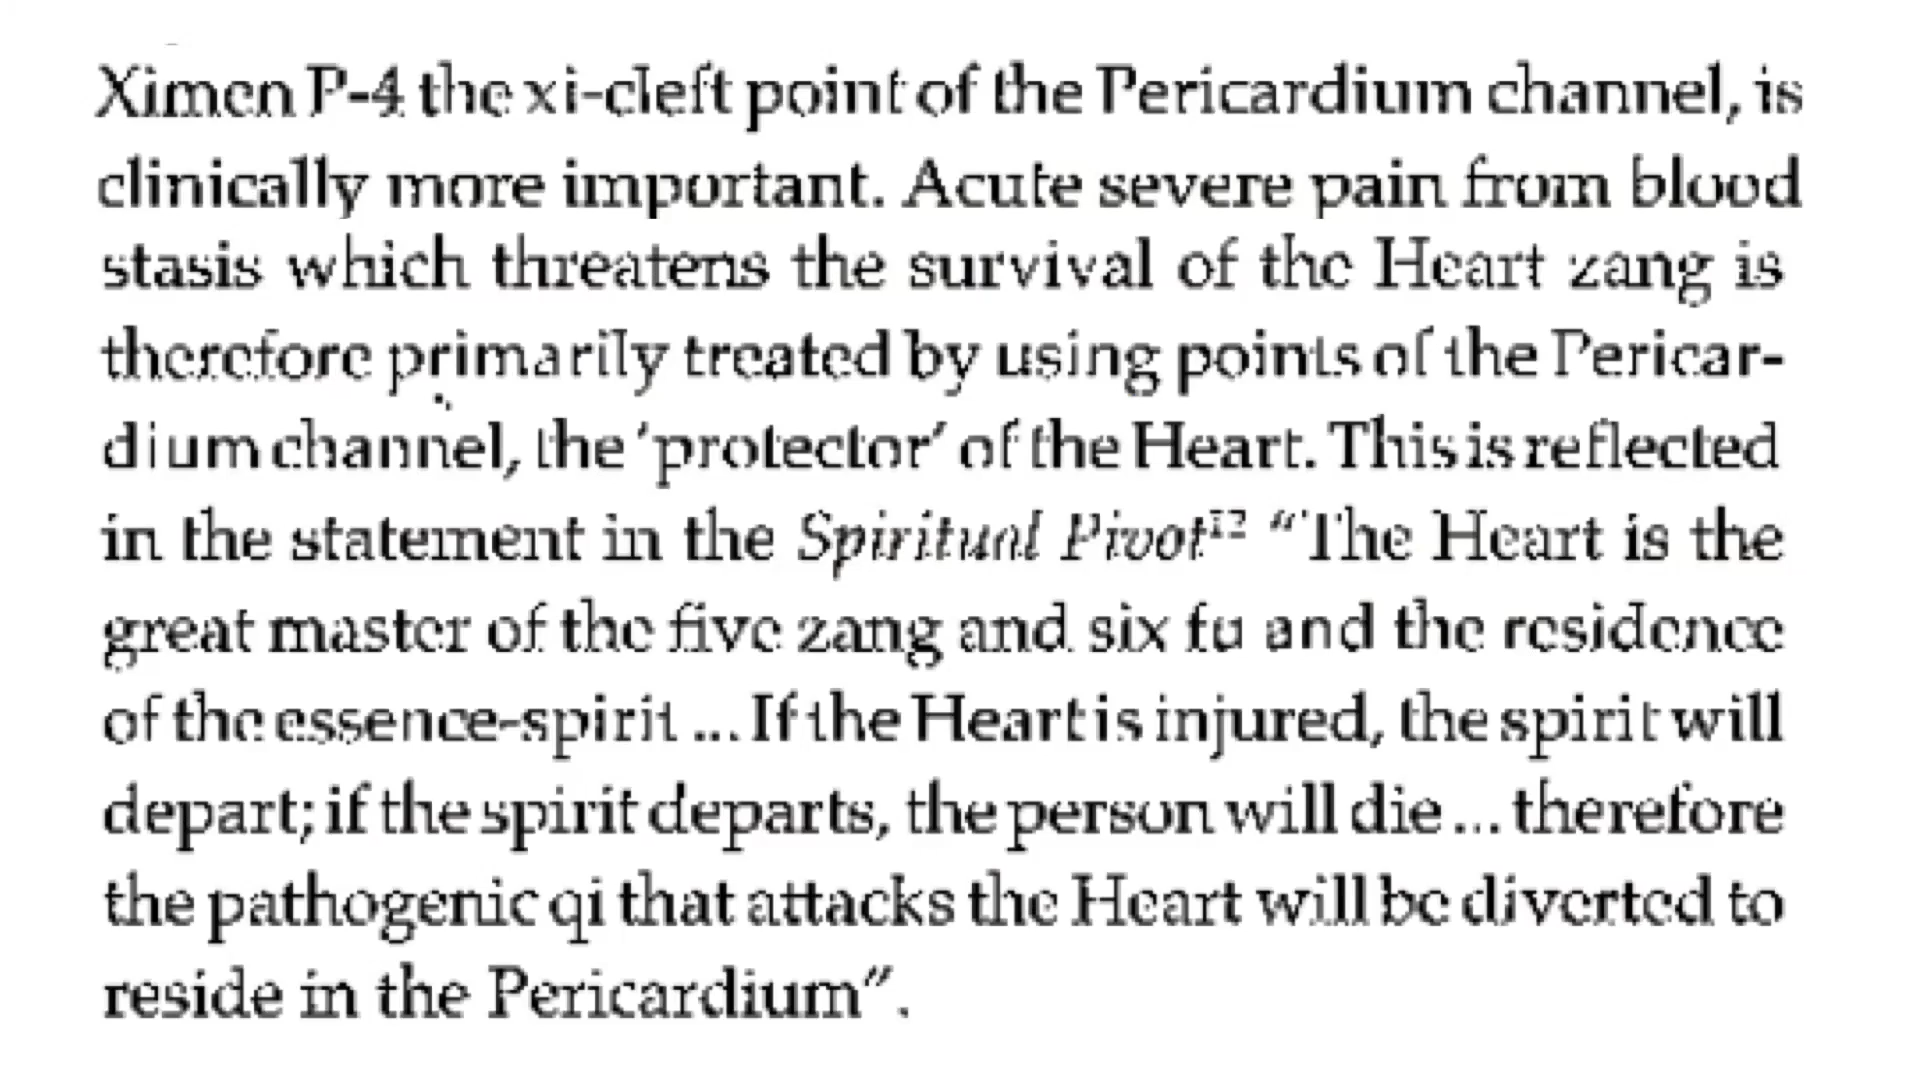 Ximen P-4 the xi-cleft point of the Pericardium channel, is
clinically more important. Acute severe pain from blood
stasis which threatens the survival of the Heart zang is
therefore primarily treated by using points of the Pericar-
dium channel, the 'protector' of the Heart. This is reflected
in the statement in the Spiritual Pivot¹² "The Heart is the
great master of the five zang and six fu and the residence
of the essence-spirit ... If the Heart is injured, the spirit will
depart; if the spirit departs, the person will die ... therefore
the pathogenic qi that attacks the Heart will be diverted to
reside in the Pericardium".